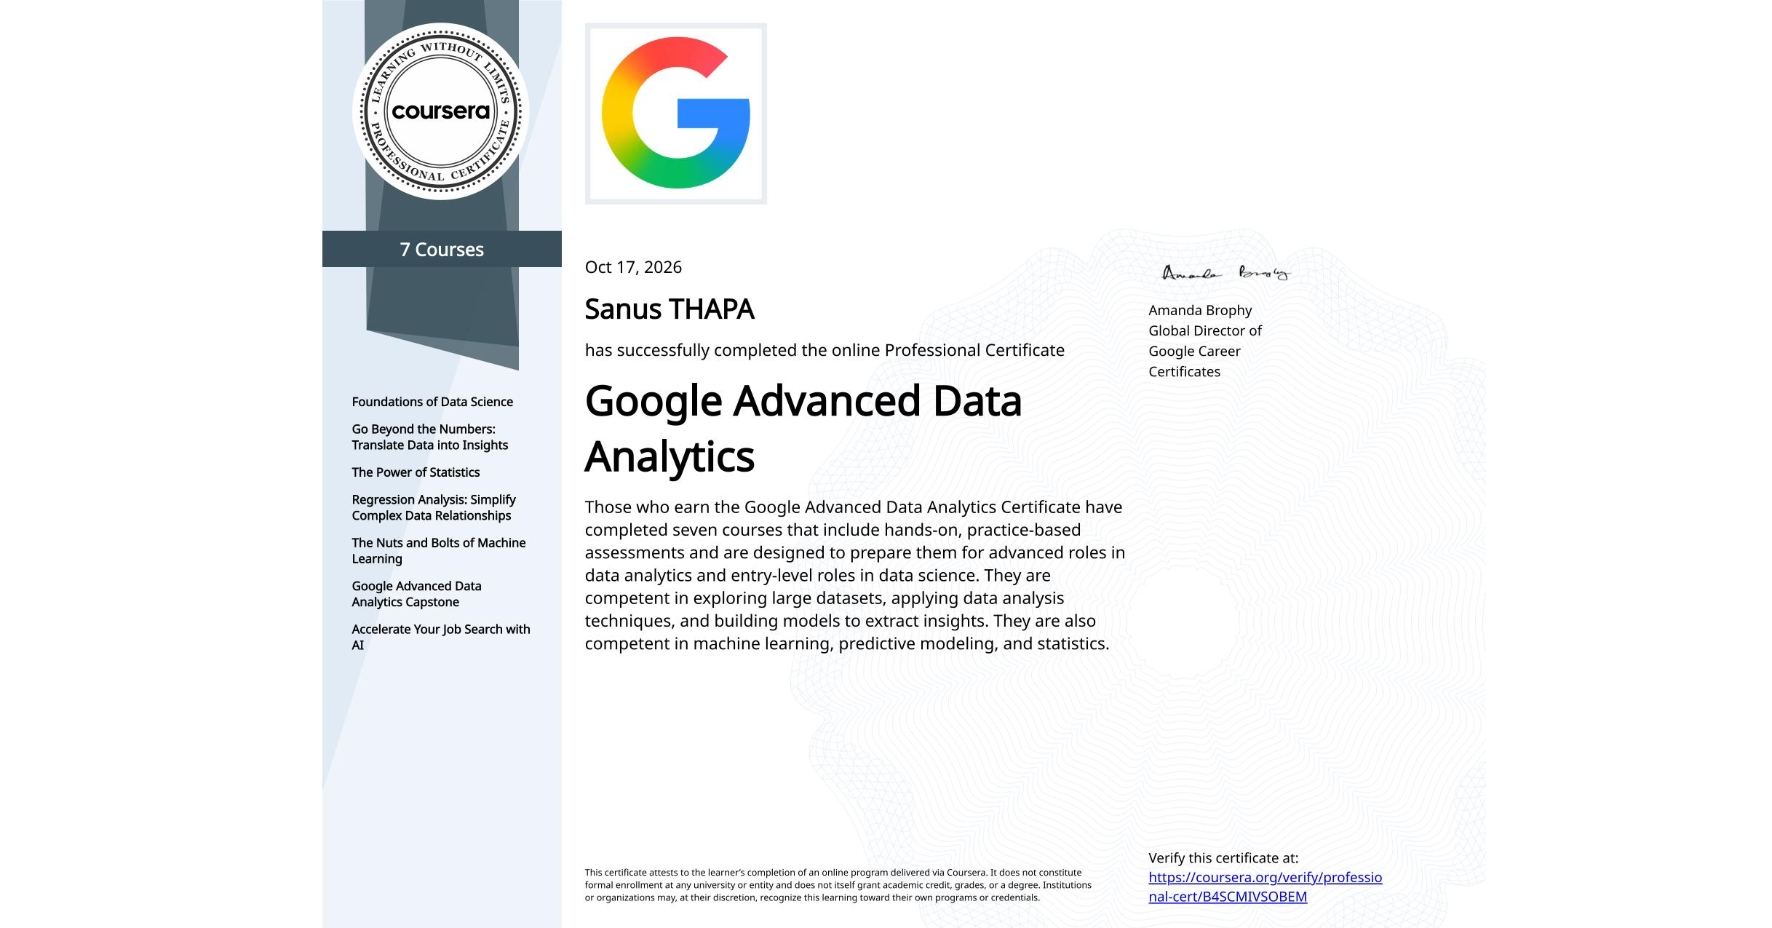 LEARNING WITHOUT LIMITS
coursera
PROFESSIONAL CERTIFICATE
7 Courses
Foundations of Data Science
Go Beyond the Numbers:
Translate Data into Insights
The Power of Statistics
Regression Analysis: Simplify
Complex Data Relationships
The Nuts and Bolts of Machine
Learning
Google Advanced Data
Analytics Capstone
Accelerate Your Job Search with
AI
Oct 17, 2026
Sanus THAPA
has successfully completed the online Professional Certificate
Google Advanced Data
Analytics
Those who earn the Google Advanced Data Analytics Certificate have
completed seven courses that include hands-on, practice-based
assessments and are designed to prepare them for advanced roles in
data analytics and entry-level roles in data science. They are
competent in exploring large datasets, applying data analysis
techniques, and building models to extract insights. They are also
competent in machine learning, predictive modeling, and statistics.
Amanda Brophy
Amanda Brophy
Global Director of
Google Career
Certificates
This certificate attests to the learner’s completion of an online program delivered via Coursera. It does not constitute
formal enrollment at any university or entity and does not itself grant academic credit, grades, or a degree. Institutions
or organizations may, at their discretion, recognize this learning toward their own programs or credentials.
Verify this certificate at:
https://coursera.org/verify/professio
nal-cert/B4SCMIVSOBEM